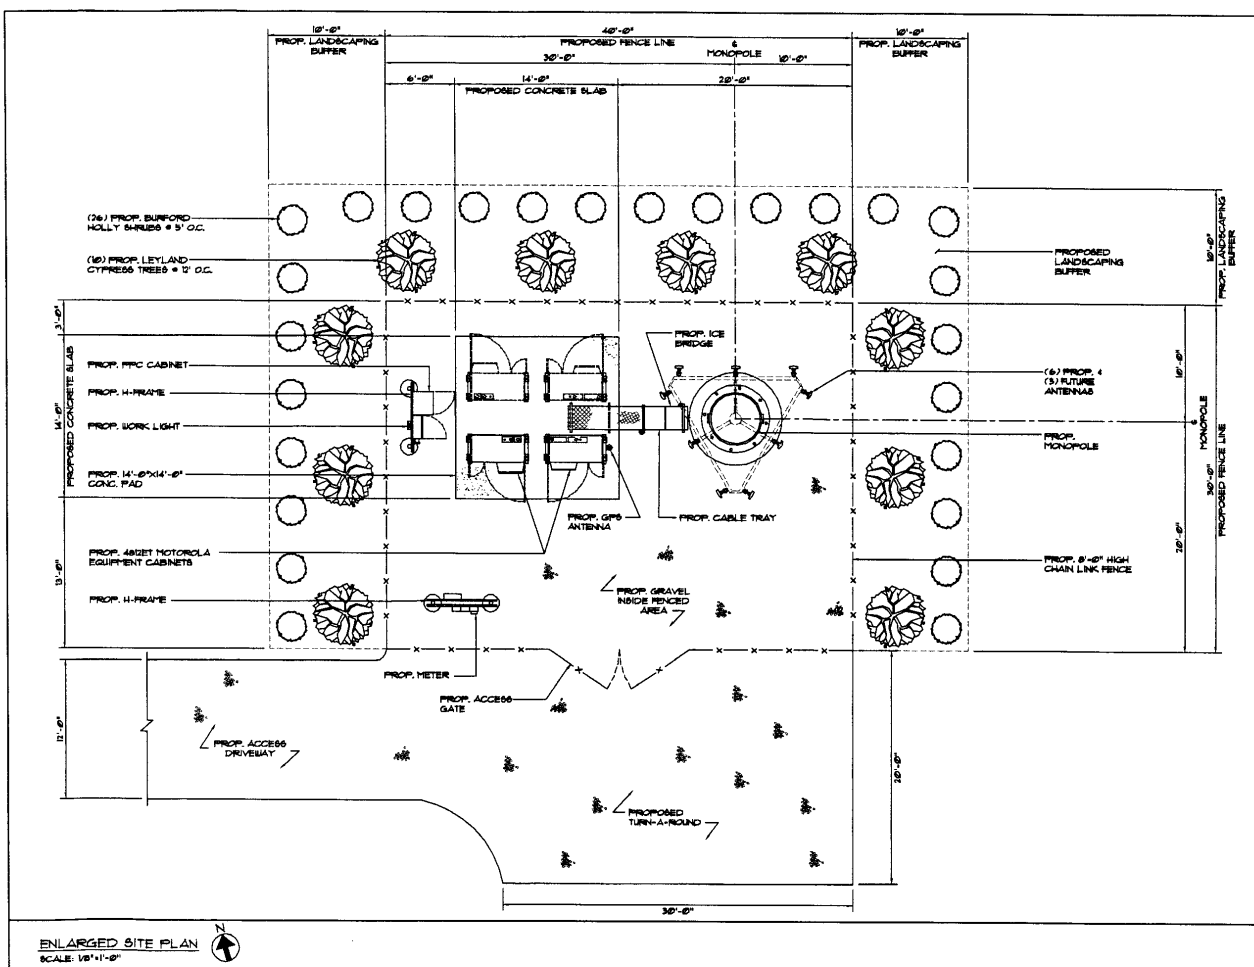 10'-0"
PROP. LANDSCAPING
BUFFER
40'-0"
PROPOSED FENCE LINE
℄
MONOPOLE
30'-0"
10'-0"
10'-0"
PROP. LANDSCAPING
BUFFER
6'-0"
14'-0"
PROPOSED CONCRETE SLAB
20'-0"
(26) PROP. BURFORD
HOLLY SHRUBS @ 5' O.C.
(10) PROP. LEYLAND
CYPRESS TREES @ 12' O.C.
PROPOSED
LANDSCAPING
BUFFER
10'-0"
PROP. LANDSCAPING
BUFFER
3'-0"
14'-0"
PROPOSED CONCRETE SLAB
13'-0"
PROP. PPC CABINET
PROP. H-FRAME
PROP. WORK LIGHT
PROP. 14'-0"X14'-0"
CONC. PAD
PROP. 4812ET MOTOROLA
EQUIPMENT CABINETS
PROP. H-FRAME
PROP. ICE
BRIDGE
(6) PROP. &
(3) FUTURE
ANTENNAS
PROP.
MONOPOLE
10'-0"
℄
MONOPOLE
30'-0"
PROPOSED FENCE LINE
20'-0"
PROP. GPS
ANTENNA
PROP. CABLE TRAY
PROP. 8'-0" HIGH
CHAIN LINK FENCE
PROP. GRAVEL
INSIDE FENCED
AREA
PROP. METER
PROP. ACCESS
GATE
12'-0"
PROP. ACCESS
DRIVEWAY
PROPOSED
TURN-A-ROUND
20'-0"
30'-0"
ENLARGED SITE PLAN
SCALE: 1/8"=1'-0"
N